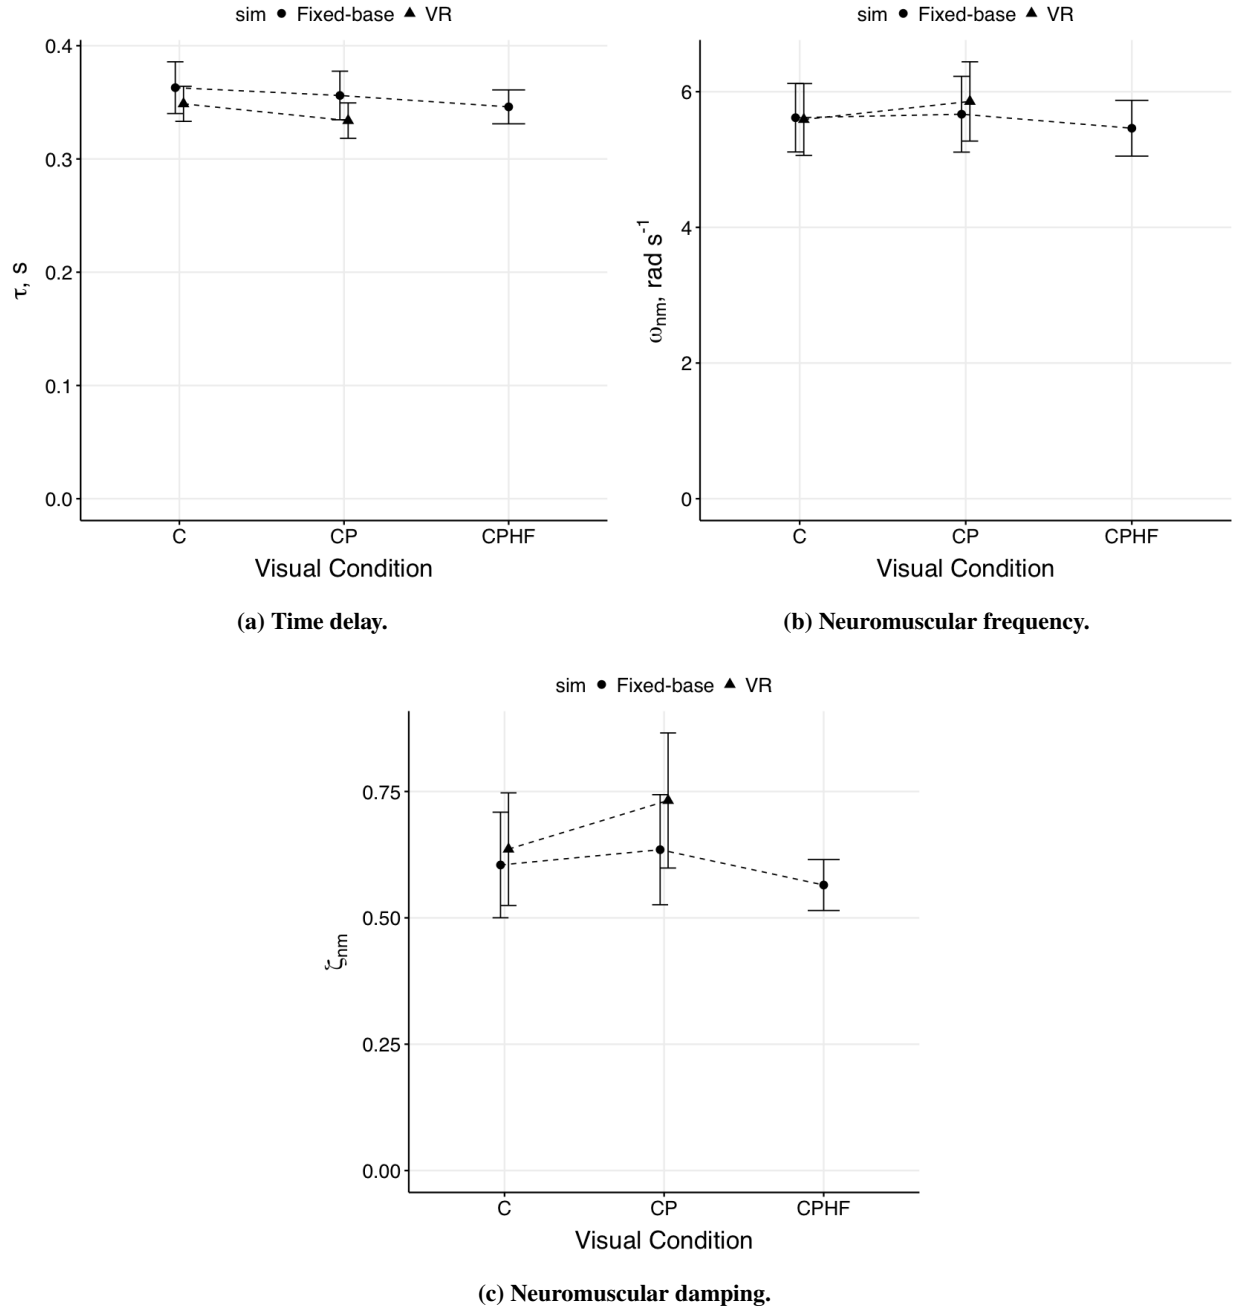 sim ● Fixed-base ▲ VR
0.4
0.3
0.2
0.1
0.0
τ, s
C CP CPHF
Visual Condition
(a) Time delay.
sim ● Fixed-base ▲ VR
6
4
2
0
ωnm, rad s-1
C CP CPHF
Visual Condition
(b) Neuromuscular frequency.
sim ● Fixed-base ▲ VR
0.75
0.50
0.25
0.00
ζnm
C CP CPHF
Visual Condition
(c) Neuromuscular damping.